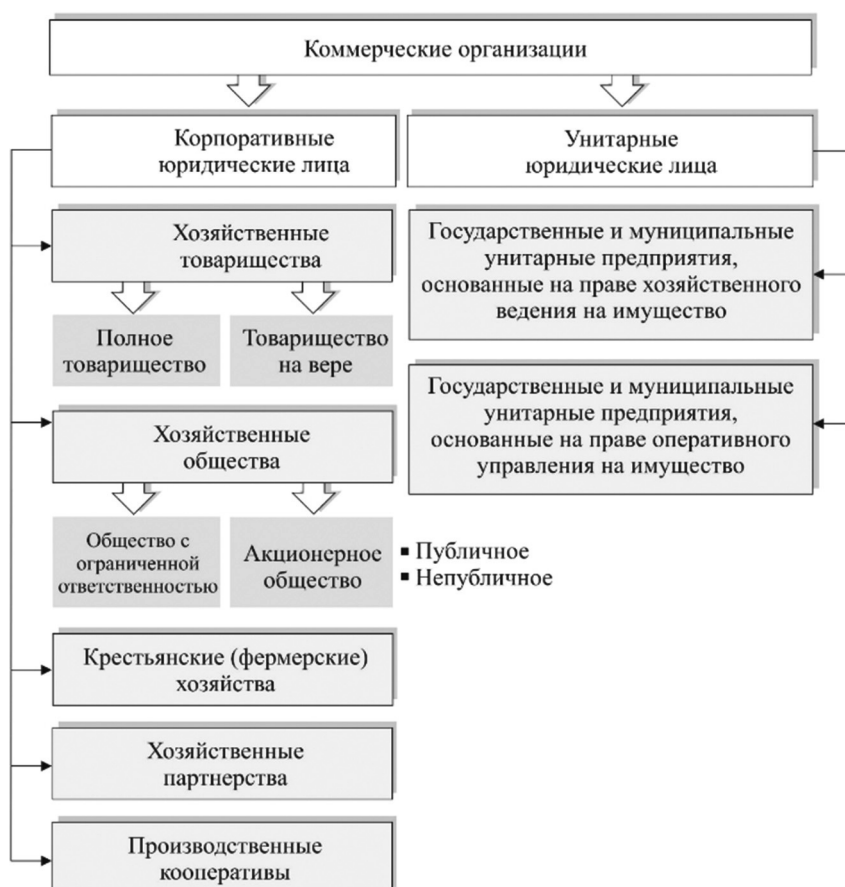 Коммерческие организации
Корпоративные
юридические лица
Унитарные
юридические лица
Хозяйственные
товарищества
Государственные и муниципальные
унитарные предприятия,
основанные на праве хозяйственного
ведения на имущество
Полное
товарищество
Товарищество
на вере
Государственные и муниципальные
унитарные предприятия,
основанные на праве оперативного
управления на имущество
Хозяйственные
общества
Общество с
ограниченной
ответственностью
Акционерное
общество
▪ Публичное
▪ Непубличное
Крестьянские (фермерские)
хозяйства
Хозяйственные
партнерства
Производственные
кооперативы